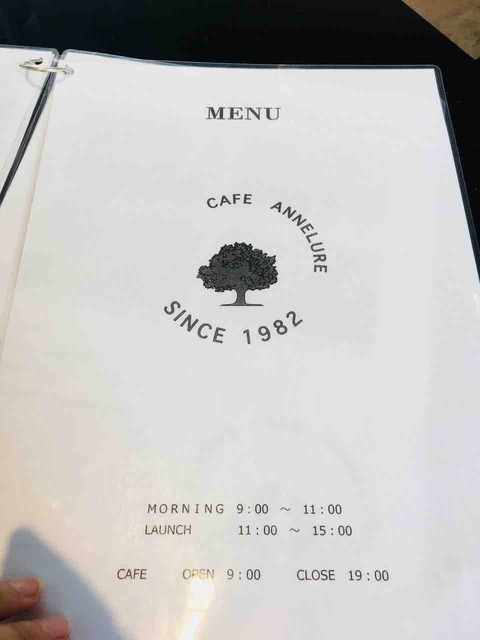 MENU
CAFE ANNELURE
SINCE 1982
MORNING 9:00 ～ 11:00
LAUNCH 11:00 ～ 15:00
CAFE OPEN 9:00 CLOSE 19:00